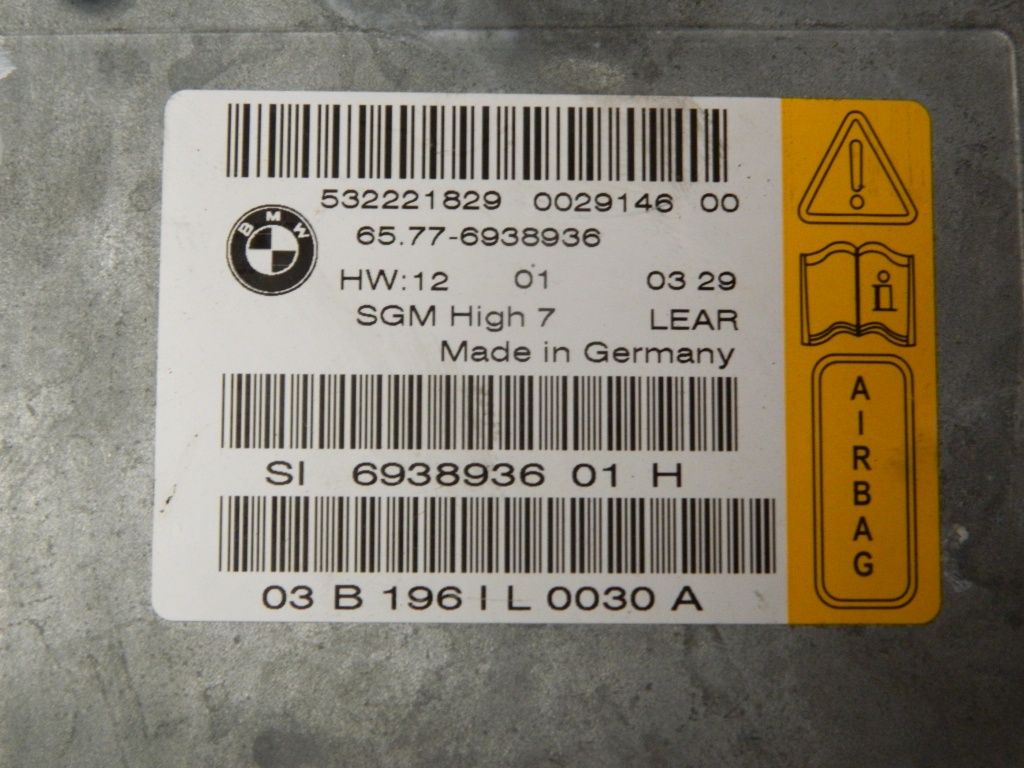 532221829 0029146 00
BMW
65.77-6938936
HW:12 01 03 29
SGM High 7 LEAR
Made in Germany
SI 6938936 01 H
03 B 196 I L 0030 A
!
i
AIRBAG